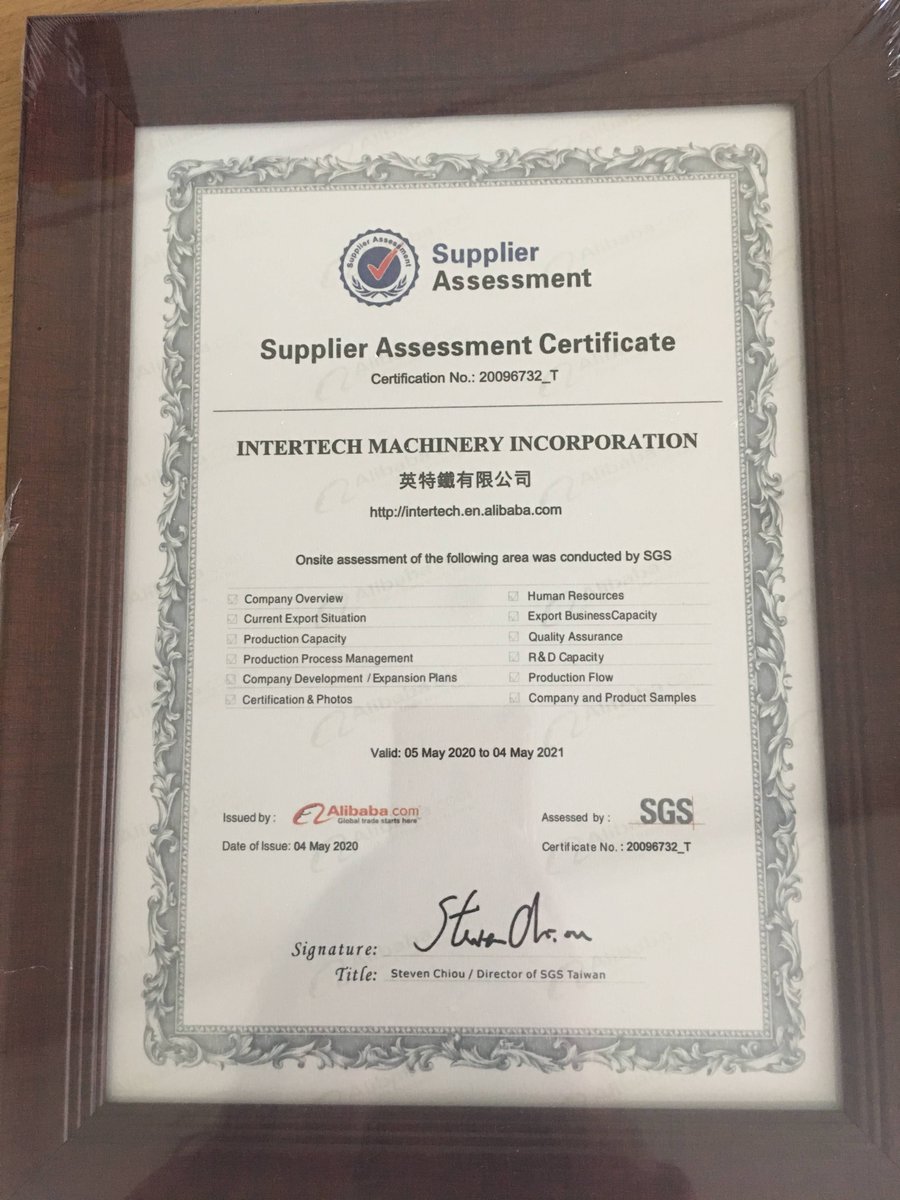 Supplier Assessment
Supplier
Assessment
Supplier Assessment Certificate
Certification No.: 20096732_T
INTERTECH MACHINERY INCORPORATION
英特鐵有限公司
http://intertech.en.alibaba.com
Onsite assessment of the following area was conducted by SGS
Company Overview
Human Resources
Current Export Situation
Export BusinessCapacity
Production Capacity
Quality Assurance
Production Process Management
R&D Capacity
Company Development / Expansion Plans
Production Flow
Certification & Photos
Company and Product Samples
Valid: 05 May 2020 to 04 May 2021
Issued by : Alibaba.com
Global trade starts here™
Assessed by : SGS
Date of Issue: 04 May 2020
Certificate No. : 20096732_T
Signature: Steven Chiou
Title: Steven Chiou / Director of SGS Taiwan